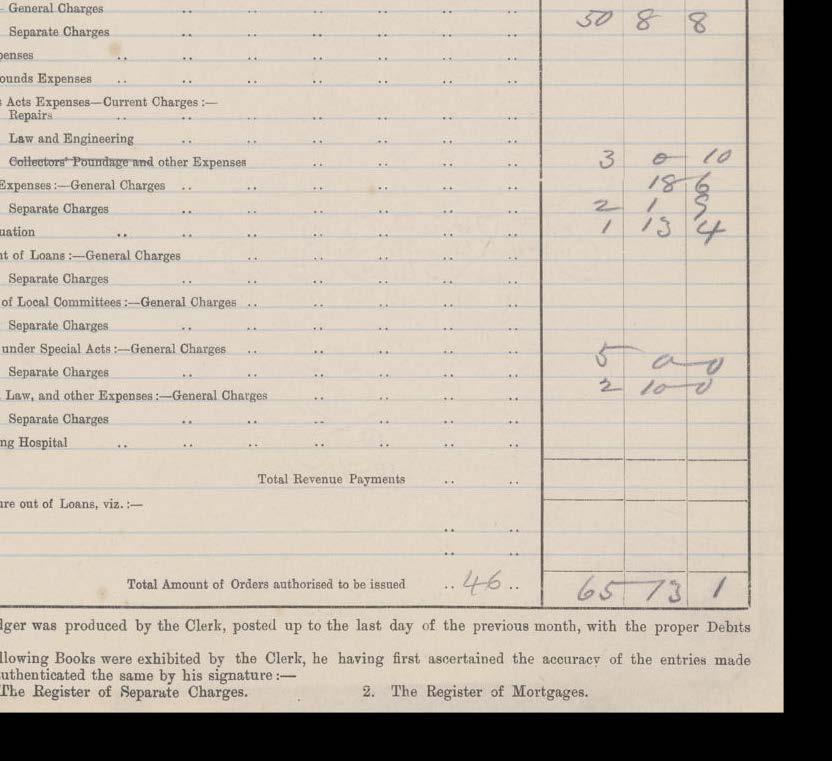 General Charges
Separate Charges 50 8 8
penses
ounds Expenses
s Acts Expenses—Current Charges :—
Repairs
Law and Engineering
Collectors' Poundage and other Expenses 3 0 10
Expenses :—General Charges 18 6
Separate Charges 2 1 9
uation 1 13 4
nt of Loans :—General Charges
Separate Charges
of Local Committees :—General Charges
Separate Charges
under Special Acts :—General Charges 5 0 0
Separate Charges
Law, and other Expenses :—General Charges 2 10 0
Separate Charges
ng Hospital
Total Revenue Payments
ure out of Loans, viz. :—
Total Amount of Orders authorised to be issued 46 65 13 1
dger was produced by the Clerk, posted up to the last day of the previous month, with the proper Debits
llowing Books were exhibited by the Clerk, he having first ascertained the accuracy of the entries made
uthenticated the same by his signature :—
The Register of Separate Charges. 2. The Register of Mortgages.